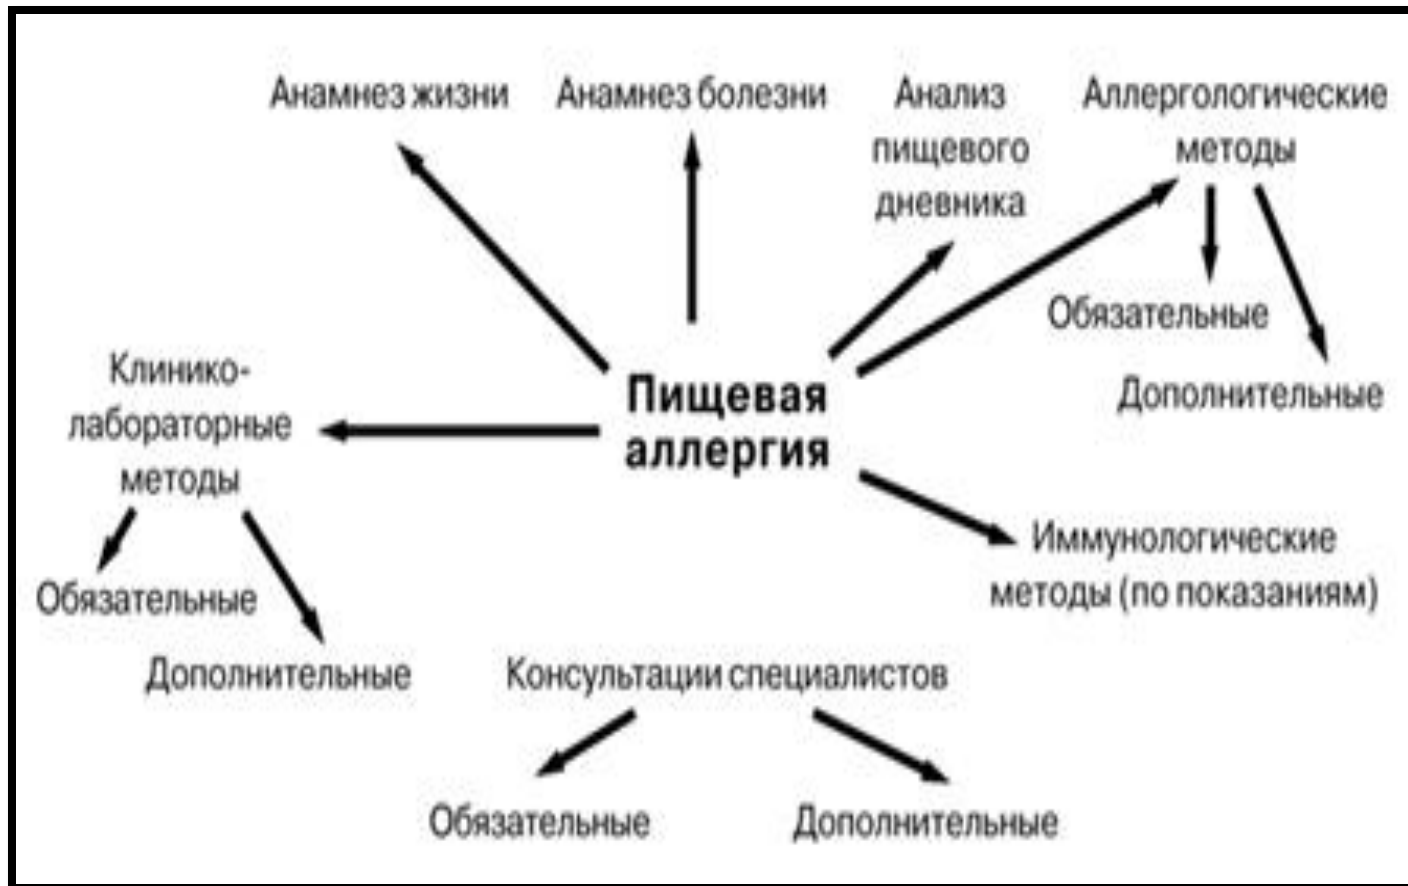 Анамнез жизни
Анамнез болезни
Анализ
пищевого
дневника
Аллергологические
методы
Обязательные
Дополнительные
Клинико-
лабораторные
методы
Обязательные
Дополнительные
Пищевая
аллергия
Иммунологические
методы (по показаниям)
Консультации специалистов
Обязательные
Дополнительные